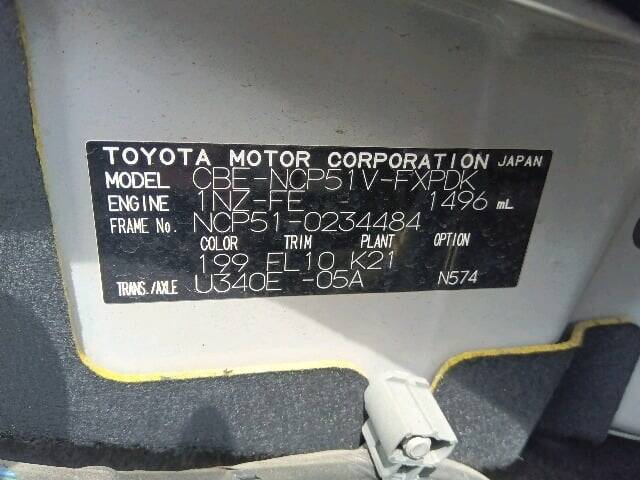 TOYOTA MOTOR CORPORATION JAPAN
MODEL CBE-NCP51V-FXPDK
ENGINE 1NZ-FE - 1496 mL
FRAME No. NCP51-0234484
COLOR TRIM PLANT OPTION
199 FL10 K21
TRANS./AXLE U340E -05A N574